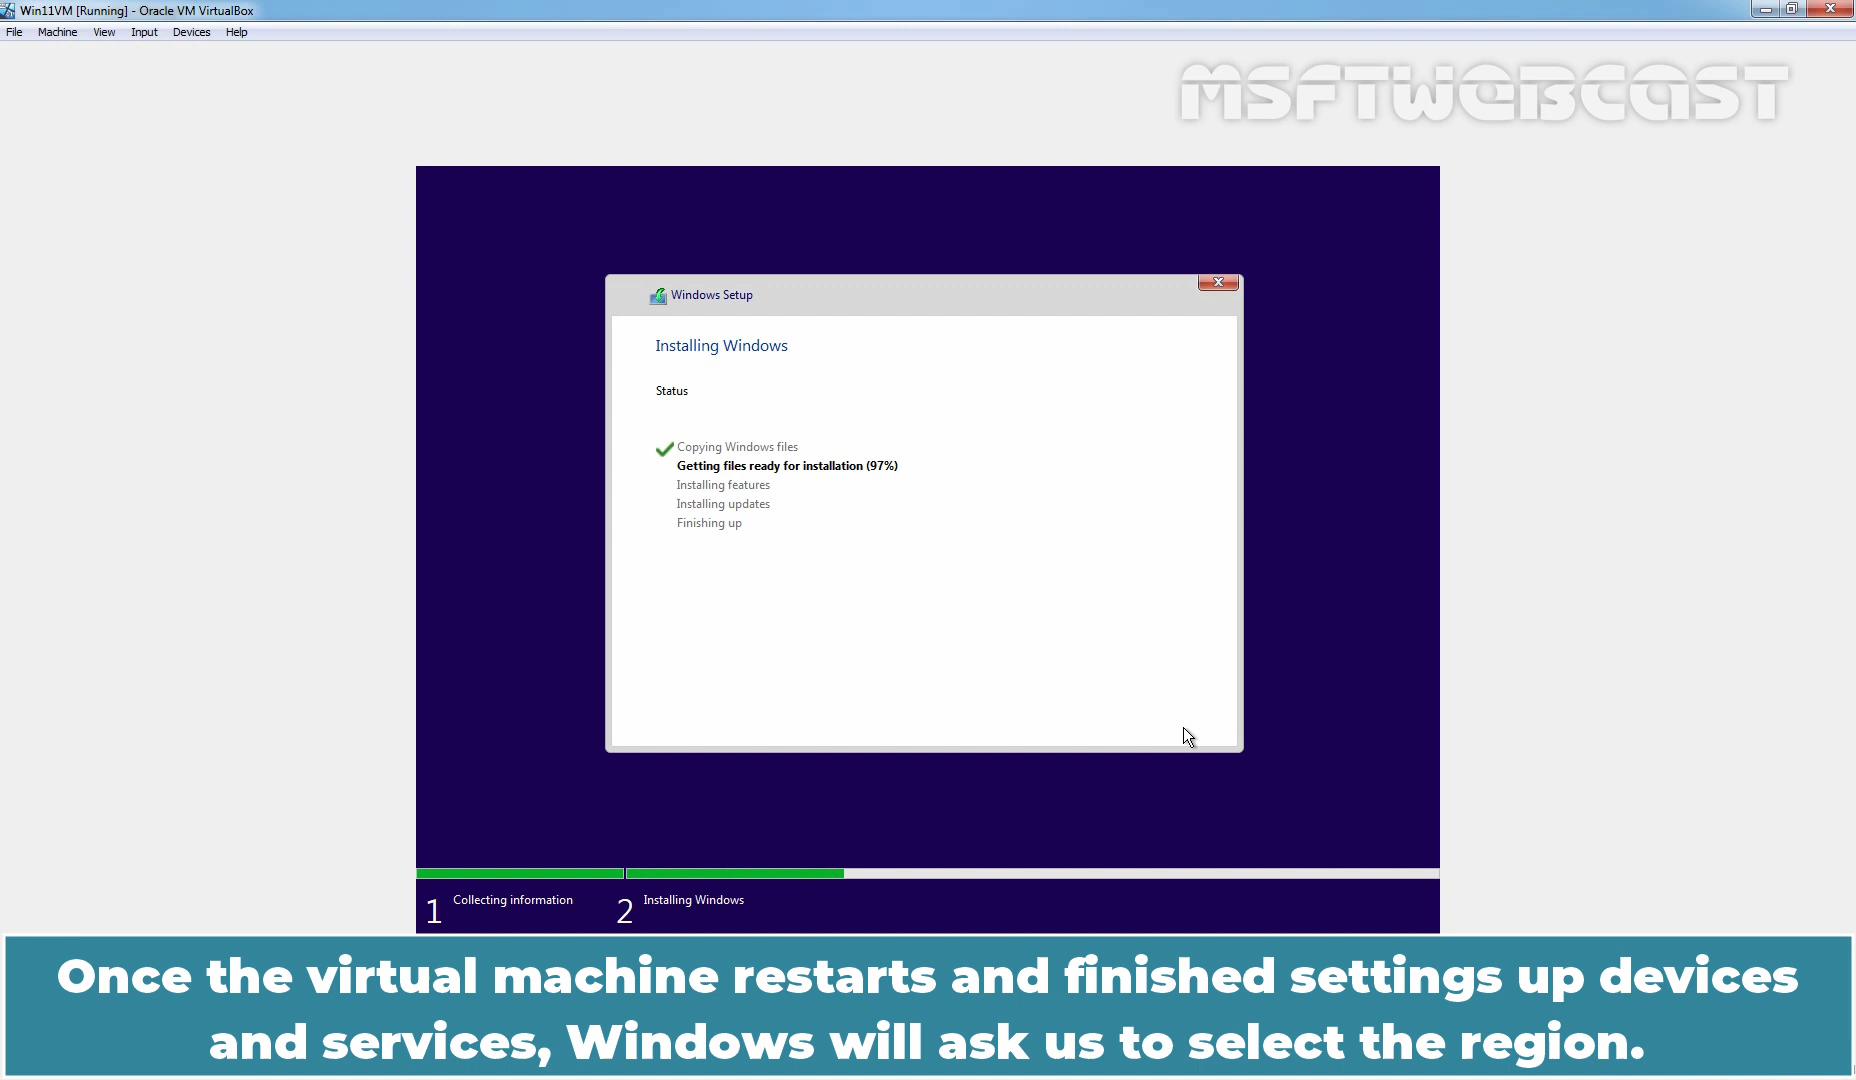 Win11VM [Running] - Oracle VM VirtualBox
File Machine View Input Devices Help
MSFTWEBCAST
Windows Setup
Installing Windows
Status
Copying Windows files
Getting files ready for installation (97%)
Installing features
Installing updates
Finishing up
1 Collecting information 2 Installing Windows
Once the virtual machine restarts and finished settings up devices
and services, Windows will ask us to select the region.